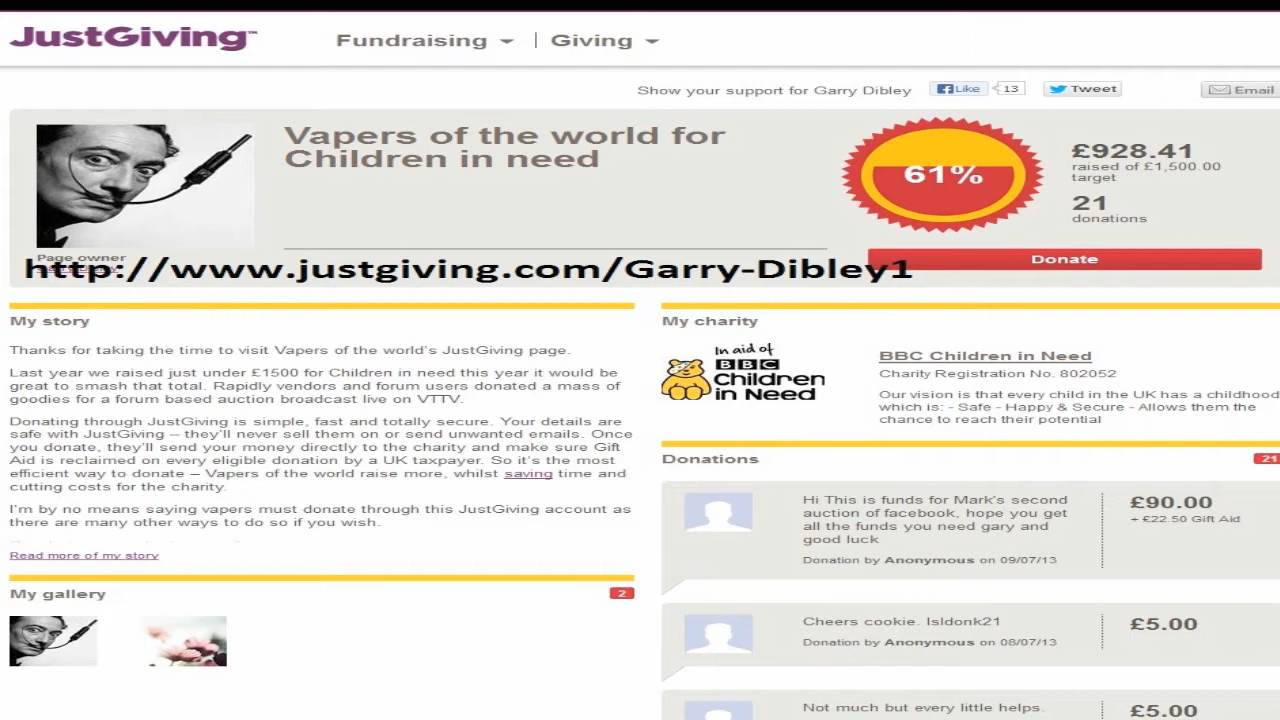 JustGiving™
Fundraising
Giving
Show your support for Garry Dibley
Like
13
Tweet
Email
Vapers of the world for
Children in need
61%
£928.41
raised of £1,500.00
target
21
donations
Page owner
http://www.justgiving.com/Garry-Dibley1
Donate
My story
Thanks for taking the time to visit Vapers of the world's JustGiving page.
Last year we raised just under £1500 for Children in need this year it would be
great to smash that total. Rapidly vendors and forum users donated a mass of
goodies to a forum based auction broadcast live on VTTV.
Donating through JustGiving is simple, fast and totally secure. Your details are
safe with JustGiving – they'll never sell them on or send unwanted emails. Once
you donate, they'll send your money directly to the charity and make sure Gift
Aid is reclaimed on every eligible donation by a UK taxpayer. So it's the most
efficient way to donate – Vapers of the world raise more, whilst saving time and
cutting costs for the charity.
I'm by no means saying vapers must donate through this JustGiving account as
there are many other ways to do so if you wish.
Read more of my story
My gallery
2
My charity
In aid of
BBC
Children
in Need
BBC Children in Need
Charity Registration No. 802052
Our vision is that every child in the UK has a childhood
which is: - Safe - Happy & Secure - Allows them the
chance to reach their potential
Donations
21
Hi This is funds for Mark's second
auction of facebook, hope you get
all the funds you need gary and
good luck
Donation by Anonymous on 09/07/13
£90.00
+ £22.50 Gift Aid
Cheers cookie. Isldonk21
Donation by Anonymous on 08/07/13
£5.00
Not much but every little helps.
£5.00